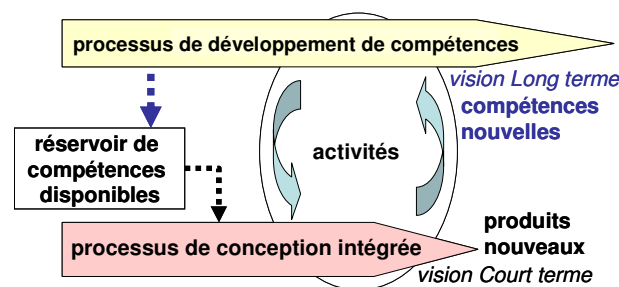 processus de développement de compétences
vision Long terme
compétences
nouvelles
réservoir de
compétences
disponibles
activités
produits
nouveaux
processus de conception intégrée
vision Court terme